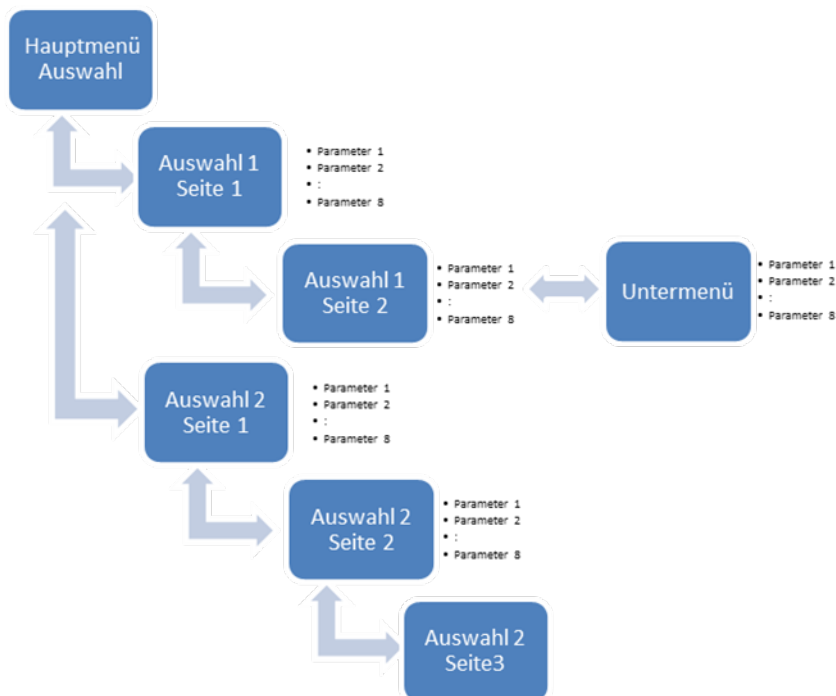 Hauptmenü
Auswahl
Auswahl 1
Seite 1
• Parameter 1
• Parameter 2
• :
• Parameter 8
Auswahl 1
Seite 2
• Parameter 1
• Parameter 2
• :
• Parameter 8
Untermenü
• Parameter 1
• Parameter 2
• :
• Parameter 8
Auswahl 2
Seite 1
• Parameter 1
• Parameter 2
• :
• Parameter 8
Auswahl 2
Seite 2
• Parameter 1
• Parameter 2
• :
• Parameter 8
Auswahl 2
Seite3